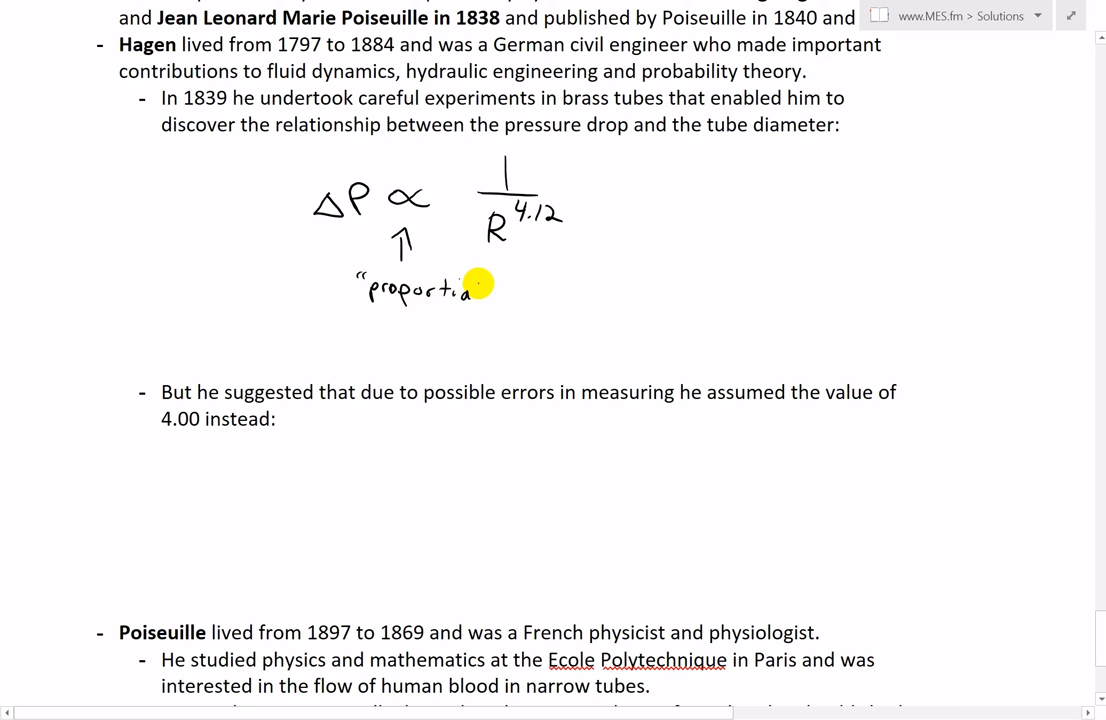 and Jean Leonard Marie Poiseuille in 1838 and published by Poiseuille in 1840 and
www.MES.fm > Solutions
- Hagen lived from 1797 to 1884 and was a German civil engineer who made important
contributions to fluid dynamics, hydraulic engineering and probability theory.
- In 1839 he undertook careful experiments in brass tubes that enabled him to
discover the relationship between the pressure drop and the tube diameter:
ΔP ∝ 1/R^4.12
↑
"proportia
- But he suggested that due to possible errors in measuring he assumed the value of
4.00 instead:
- Poiseuille lived from 1897 to 1869 and was a French physicist and physiologist.
- He studied physics and mathematics at the Ecole Polytechnique in Paris and was
interested in the flow of human blood in narrow tubes.